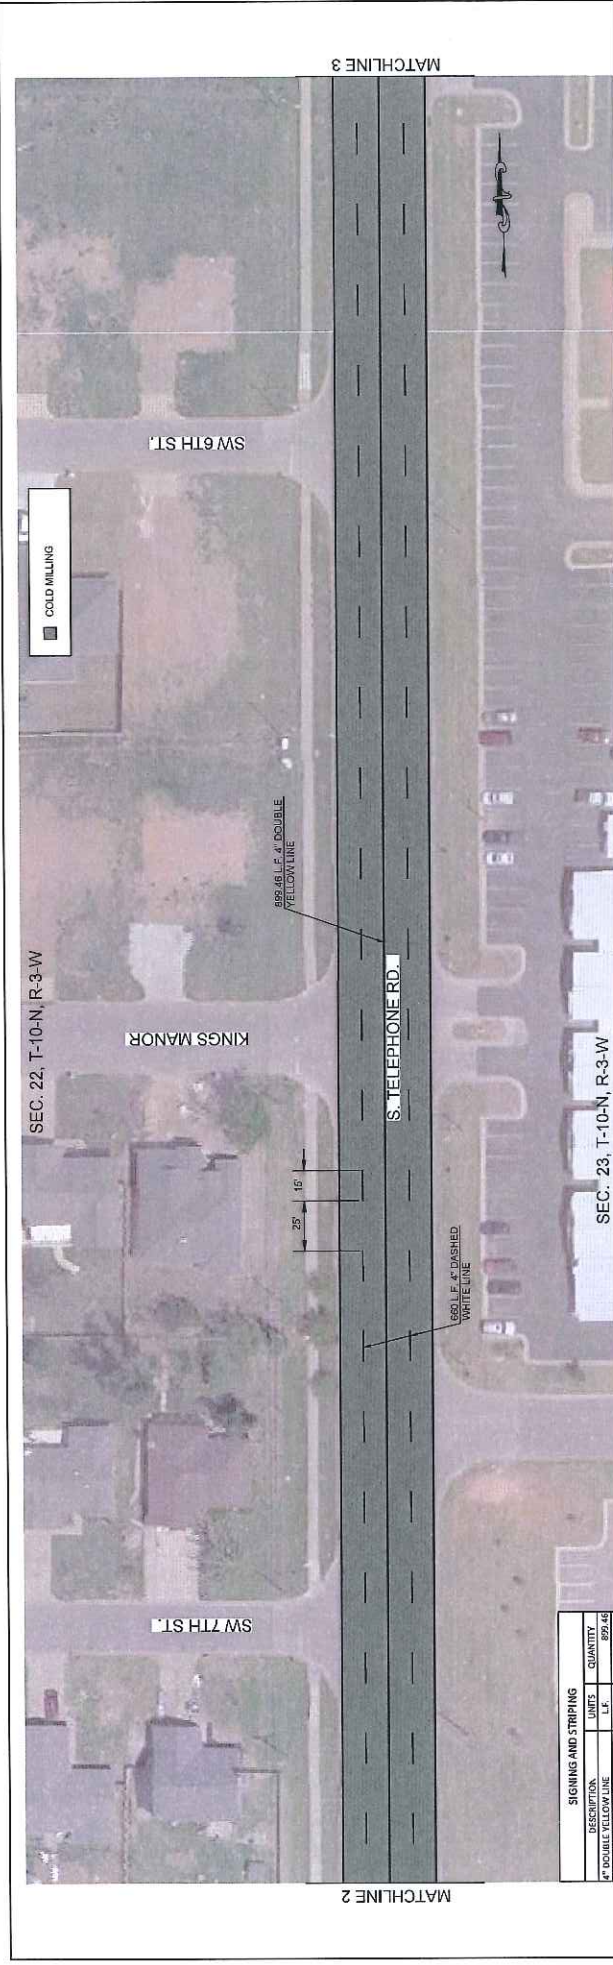 MATCHLINE 3
SW 6TH ST.
COLD MILLING
899.46 L.F. 4" DOUBLE
YELLOW LINE
SEC. 22, T-10-N, R-3-W
KINGS MANOR
S. TELEPHONE RD.
15'
25'
660 L.F. 4" DASHED
WHITE LINE
SEC. 23, T-10-N, R-3-W
SW 7TH ST.
MATCHLINE 2
SIGNING AND STRIPING
DESCRIPTION UNITS QUANTITY
4" DOUBLE YELLOW LINE L.F. 899.46